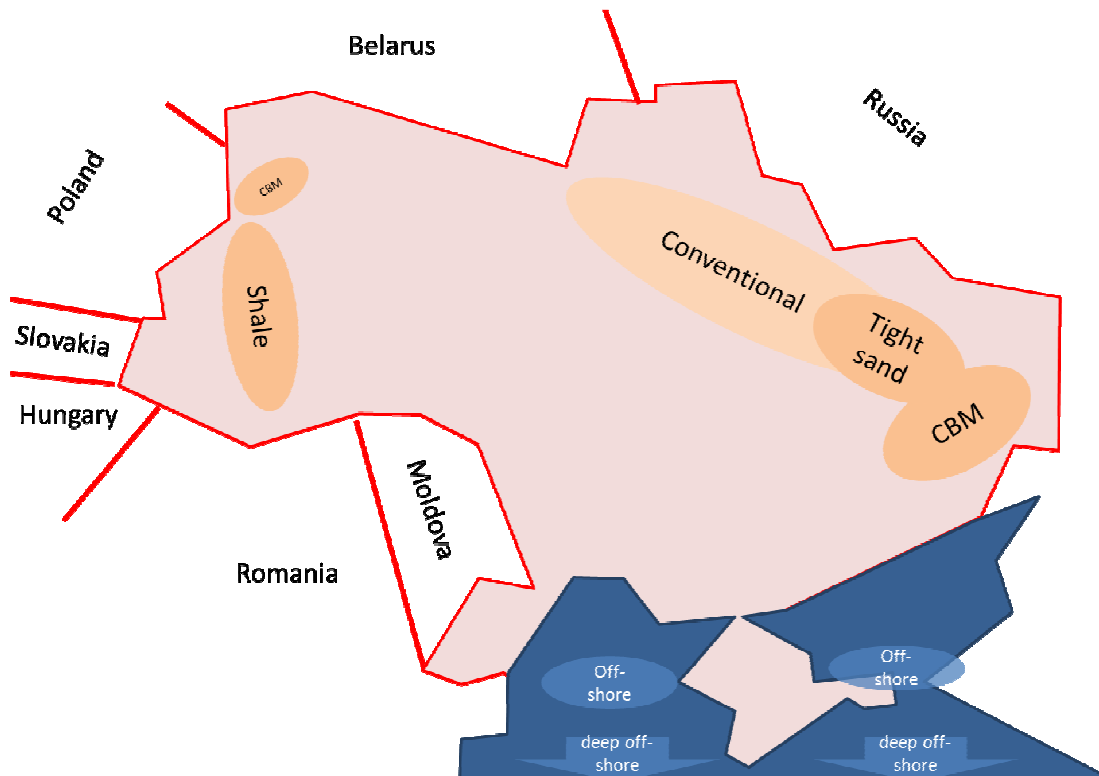 Belarus
Russia
Poland
CBM
Conventional
Shale
Tight
sand
Slovakia
Hungary
CBM
Moldova
Romania
Off-
shore
Off-
shore
deep off-
shore
deep off-
shore